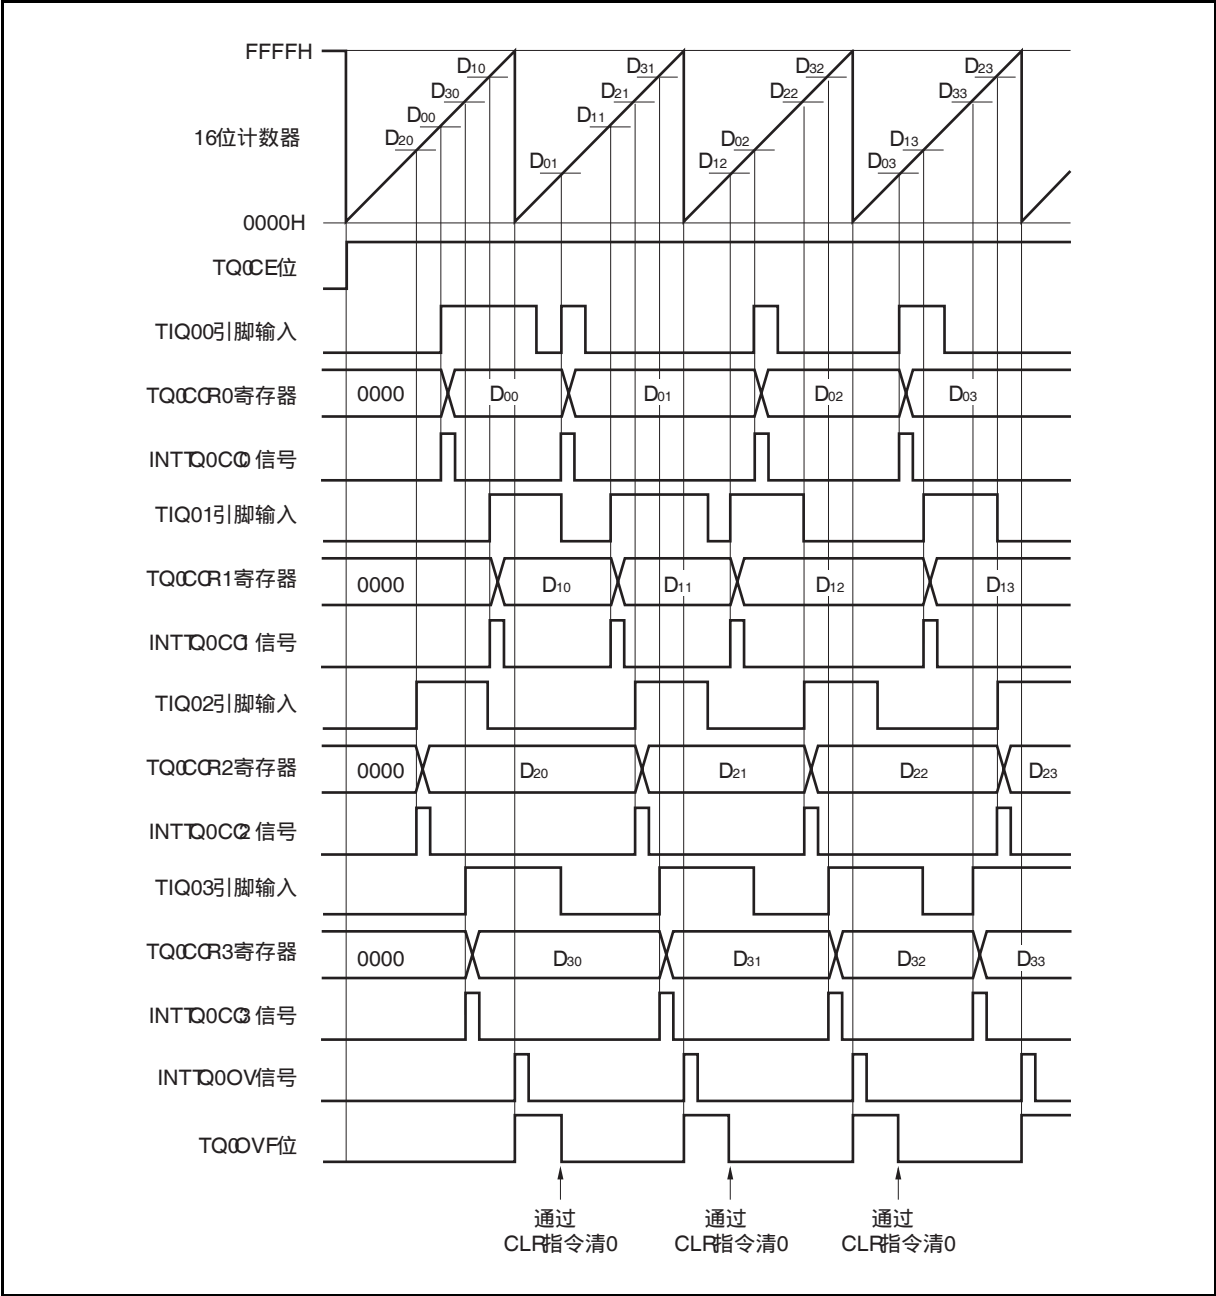 FFFFH
D10
D31
D32
D23
D30
D21
D22
D33
D00
D11
16位计数器
D20
D02
D13
D01
D12
D03
0000H
TQ0CE位
TIQ00引脚输入
TQ0CCR0寄存器
0000
D00
D01
D02
D03
INTTQ0CC0 信号
TIQ01引脚输入
TQ0CCR1寄存器
0000
D10
D11
D12
D13
INTTQ0CC1 信号
TIQ02引脚输入
TQ0CCR2寄存器
0000
D20
D21
D22
D23
INTTQ0CC2 信号
TIQ03引脚输入
TQ0CCR3寄存器
0000
D30
D31
D32
D33
INTTQ0CC3 信号
INTTQ0OV信号
TQ0OVF位
通过
CLR指令清0
通过
CLR指令清0
通过
CLR指令清0